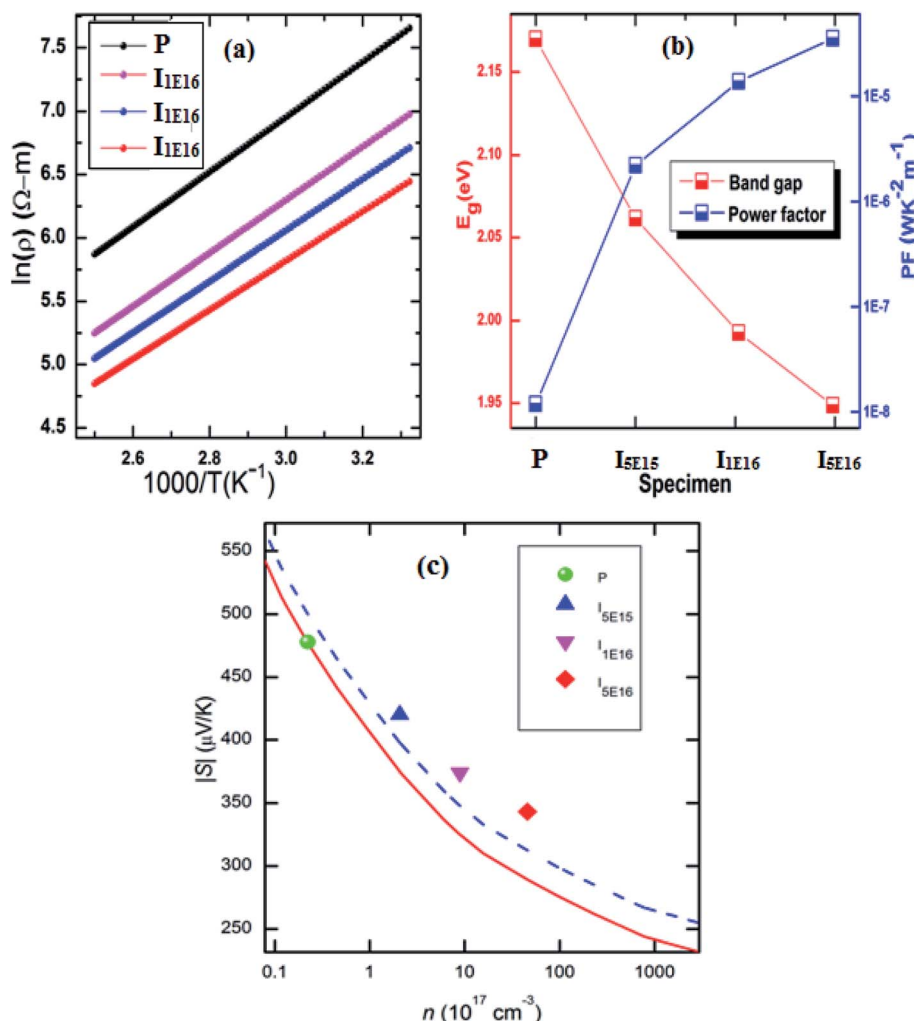 (a)
P
I1E16
I1E16
I1E16
7.5
7.0
6.5
6.0
5.5
5.0
4.5
ln(ρ) (Ω−m)
2.6 2.8 3.0 3.2
1000/T(K⁻¹)
(b)
2.15
2.10
2.05
2.00
1.95
Eg(eV)
Band gap
Power factor
1E-5
1E-6
1E-7
1E-8
PF (WK⁻²m⁻¹)
P I5E15 I1E16 I5E16
Specimen
(c)
P
I5E15
I1E16
I5E16
550
500
450
400
350
300
250
|S| (μV/K)
0.1 1 10 100 1000
n (10¹⁷ cm⁻³)